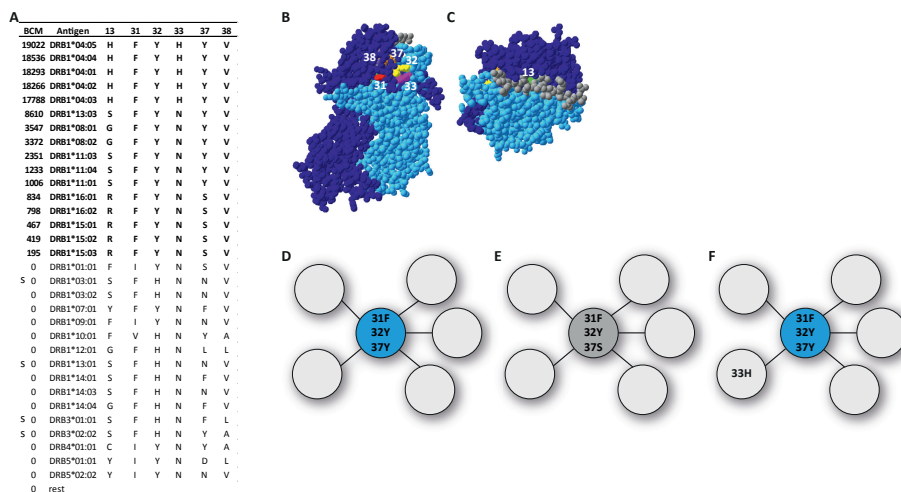 A
BCM Antigen 13 31 32 33 37 38
19022 DRB1*04:05 H F Y H Y V
18536 DRB1*04:04 H F Y H Y V
18293 DRB1*04:01 H F Y H Y V
18266 DRB1*04:02 H F Y H Y V
17788 DRB1*04:03 H F Y H Y V
8610 DRB1*13:03 S F Y N Y V
3547 DRB1*08:01 G F Y N Y V
3372 DRB1*08:02 G F Y N Y V
2351 DRB1*11:03 S F Y N Y V
1233 DRB1*11:04 S F Y N Y V
1006 DRB1*11:01 S F Y N Y V
834 DRB1*16:01 R F Y N S V
798 DRB1*16:02 R F Y N S V
467 DRB1*15:01 R F Y N S V
419 DRB1*15:02 R F Y N S V
195 DRB1*15:03 R F Y N S V
0 DRB1*01:01 F I Y N S V
S 0 DRB1*03:01 S F H N N V
0 DRB1*03:02 S F H N N V
0 DRB1*07:01 Y F Y N F V
0 DRB1*09:01 F I Y N N V
0 DRB1*10:01 F V H N Y A
0 DRB1*12:01 G F H N L L
S 0 DRB1*13:01 S F H N N V
0 DRB1*14:01 S F H N F V
0 DRB1*14:03 S F H N N V
0 DRB1*14:04 G F H N F V
S 0 DRB3*01:01 S F H N F L
S 0 DRB3*02:02 S F H N Y A
0 DRB4*01:01 C I Y N Y A
0 DRB5*01:01 Y I Y N D L
0 DRB5*02:02 Y I Y N N V
0 rest
B
38
37
32
31
33
C
13
D
31F
32Y
37Y
E
31F
32Y
37S
F
31F
32Y
37Y
33H